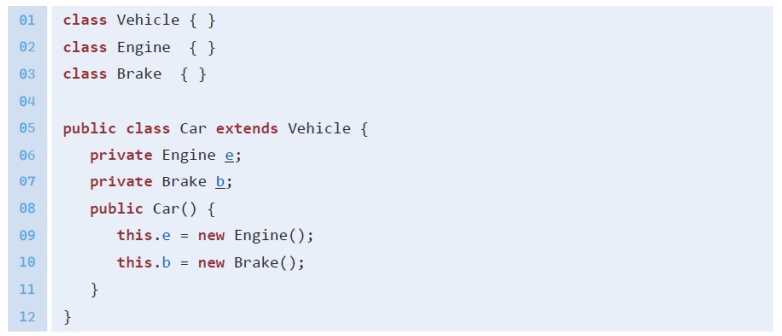 01 class Vehicle { }
02 class Engine  { }
03 class Brake  { }
04
05 public class Car extends Vehicle {
06    private Engine e;
07    private Brake b;
08    public Car() {
09       this.e = new Engine();
10       this.b = new Brake();
11    }
12 }